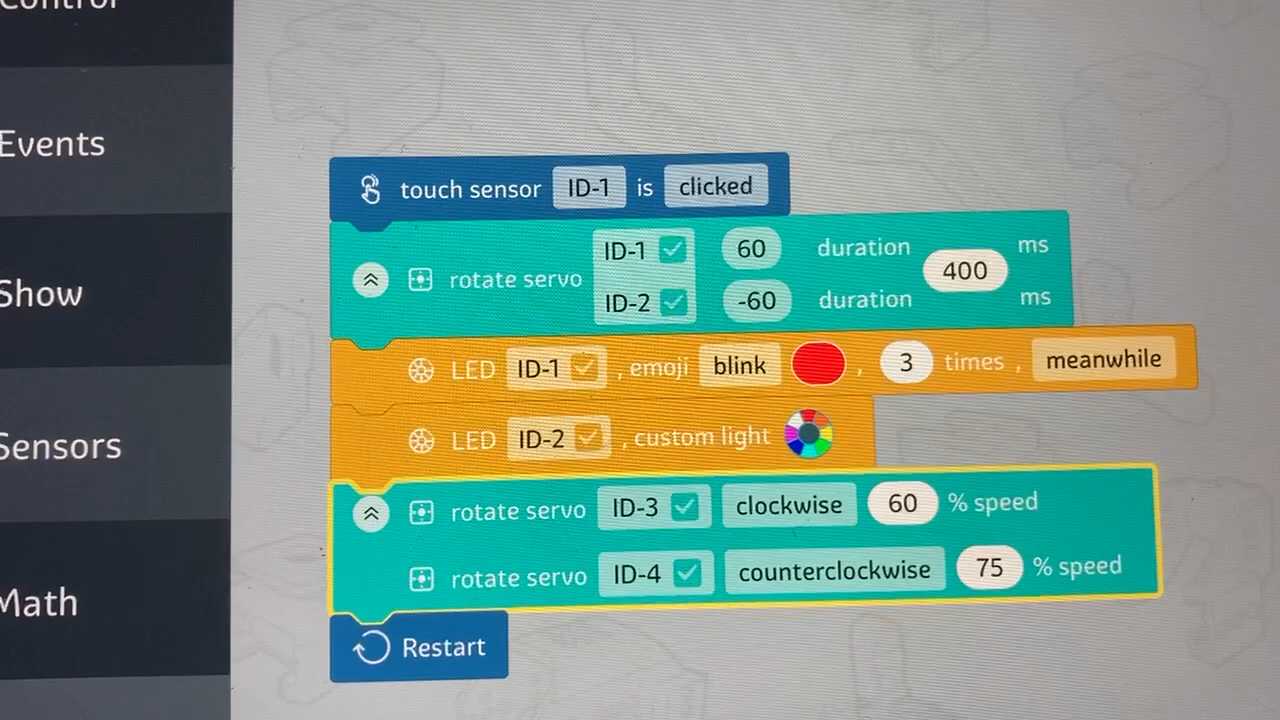 Control
Events
Show
Sensors
Math
touch sensor ID-1 is clicked
rotate servo ID-1 60 duration 400 ms
ID-2 -60 duration ms
LED ID-1 , emoji blink , 3 times , meanwhile
LED ID-2 , custom light
rotate servo ID-3 clockwise 60 % speed
rotate servo ID-4 counterclockwise 75 % speed
Restart